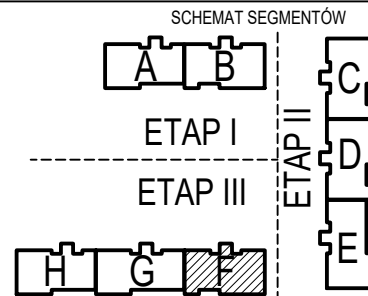 SCHEMAT SEGMENTÓW
A B
C
ETAP I
ETAP II
D
ETAP III
E
H G F